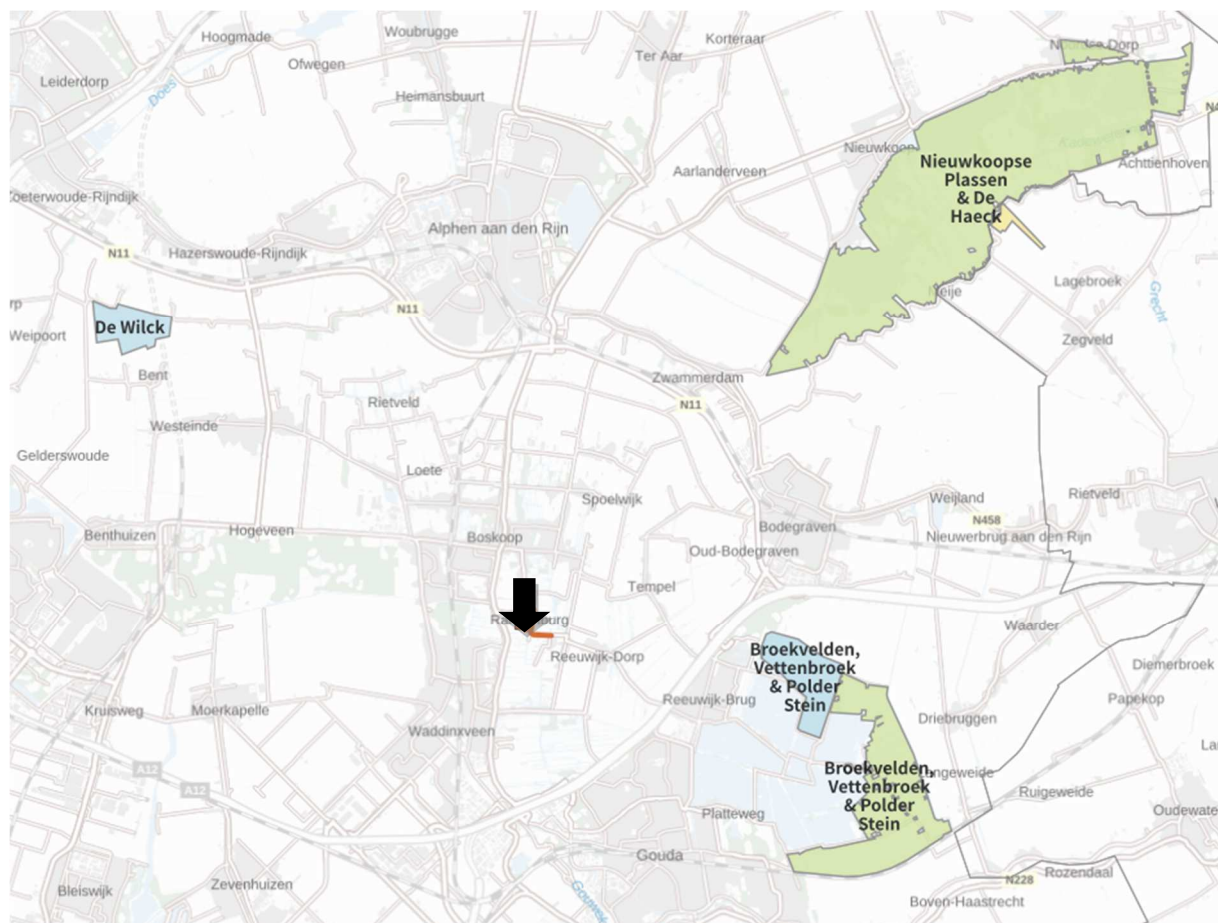 Hoogmade
Woubrugge
Korteraar
Ofwegen
Ter Aar
Leiderdorp
Does
Heimansbuurt
Nieuwkoopse
Plassen
& De
Haeck
Achttienhoven
Aarlanderveen
Alphen aan den Rijn
Hazerswoude-Rijndijk
N11
Lagebroek
Grecht
N11
De Wilck
Weipoort
Zegveld
Bent
Zwammerdam
Rietveld
N11
Westeinde
Gelderswoude
Loete
Spoelwijk
Weijland
Rietveld
N458
Benthuizen
Hogeveen
Boskoop
Bodegraven
Nieuwerbrug aan den Rijn
Oud-Bodegraven
Tempel
Waarder
Reeuwijk-Dorp
Broekvelden,
Vettenbroek
& Polder
Stein
Diemerbroek
Reeuwijk-Brug
Papekop
Kruisweg
Moerkapelle
Driebruggen
Waddinxveen
A12
A12
Broekvelden,
Vettenbroek
& Polder
Stein
Ruigeweide
Platteweg
Gouda
Rozendaal
N228
Zevenhuizen
Bleiswijk
Boven-Haastrecht